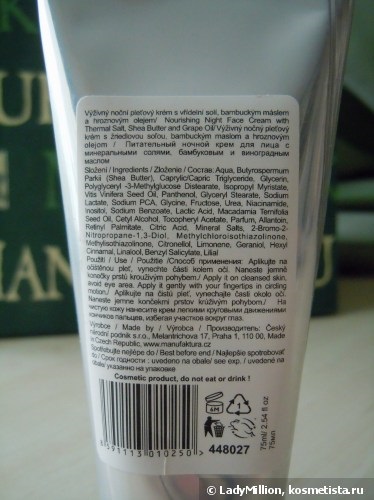 Výživný noční pleťový krém s vřídelní solí, bambuckým máslem
a hroznovým olejem/ Nourishing Night Face Cream with
Thermal Salt, Shea Butter and Grape Oil/Výživný nočný pleťový
krém s žriedlovou soľou, bambuckým maslom a hroznovým
olejom / Питательный ночной крем для лица с
минеральными солями, бамбуковым и виноградным
маслом
Složení / Ingredients / Zloženie / Состав: Aqua, Butyrospermum
Parkii (Shea Butter), Caprylic/Capric Triglyceride, Glycerin,
Polyglyceryl -3-Methylglucose Distearate, Isopropyl Myristate,
Vitis Vinifera Seed Oil, Panthenol, Glyceryl Stearate, Sodium
Lactate, Sodium PCA, Glycine, Fructose, Urea, Niacinamide,
Inositol, Sodium Benzoate, Lactic Acid, Macadamia Ternifolia
Seed Oil, Cetyl Alcohol, Tocopheryl Acetate, Parfum, Allantoin,
Retinyl Palmitate, Citric Acid, Mineral Salts, 2-Bromo-2-
Nitropropane-1,3-Diol, Methylchloroisothiazolinone,
Methylisothiazolinone, Citronellol, Limonene, Geraniol, Hexyl
Cinnamal, Linalool, Benzyl Salicylate, Lilial
Použití / Use / Použitie /Способ применения: Aplikujte na
očištěnou pleť, vynechejte části kolem očí. Naneste jemně
konečky prstů krouživým pohybem./ Apply on cleansed skin,
avoid eye area. Apply it gently with your fingertips in circling
motion./ Aplikujte na čistú pleť, vynechajte časti okolo očí.
Naneste jemne končekmi prstov krúživým pohybom./ На
чистую кожу нанесите крем легкими круговыми движениями
кончиков пальцев, избегая участков вокруг глаз.
Výrobce / Made by / Výrobca / Производитель: Český
národní podnik s.r.o., Melantrichova 17, Praha 1, 110 00, Made in
Czech Republic, www.manufaktura.cz
Spotřebujte nejlépe do / Best before end / Najlepšie spotrebovať
do / Срок годности : uvedeno na obalu/ see exp./ uvedené na
obale/ указанно на упаковке
Cosmetic product, do not eat or drink !
6M
1
8591113010250
448027
75ml/ 2.54 fl oz
75мл
© LadyMillion, kosmetista.ru